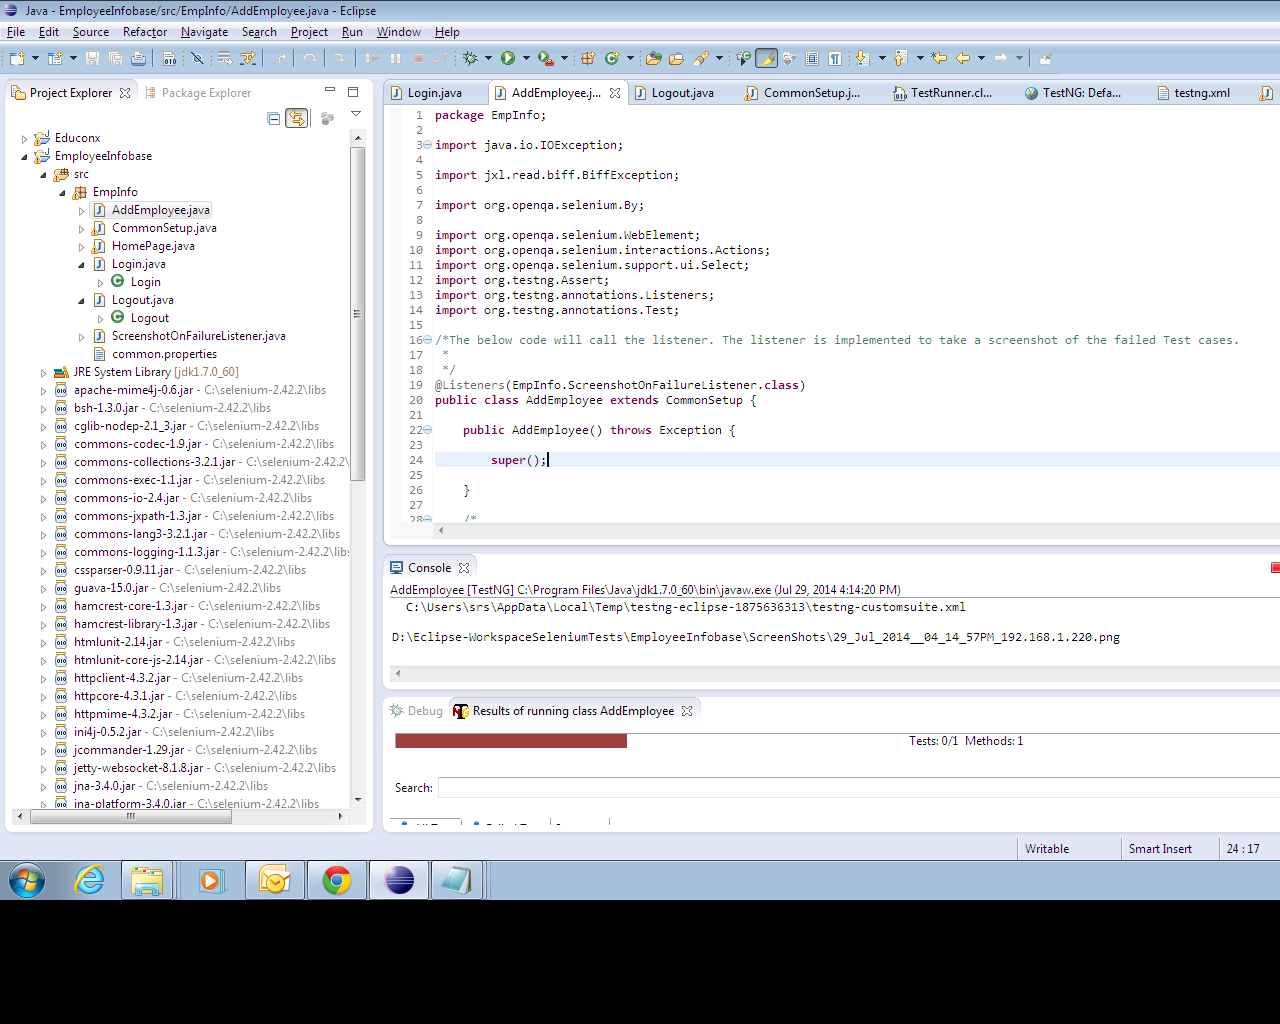 Java - EmployeeInfobase/src/EmpInfo/AddEmployee.java - Eclipse
File Edit Source Refactor Navigate Search Project Run Window Help
Project Explorer
Package Explorer
Educonx
EmployeeInfobase
src
EmpInfo
AddEmployee.java
CommonSetup.java
HomePage.java
Login.java
Login
Logout.java
Logout
ScreenshotOnFailureListener.java
common.properties
JRE System Library [jdk1.7.0_60]
apache-mime4j-0.6.jar - C:\selenium-2.42.2\libs
bsh-1.3.0.jar - C:\selenium-2.42.2\libs
cglib-nodep-2.1_3.jar - C:\selenium-2.42.2\libs
commons-codec-1.9.jar - C:\selenium-2.42.2\libs
commons-collections-3.2.1.jar - C:\selenium-2.42.2\
commons-exec-1.1.jar - C:\selenium-2.42.2\libs
commons-io-2.4.jar - C:\selenium-2.42.2\libs
commons-jxpath-1.3.jar - C:\selenium-2.42.2\libs
commons-lang3-3.2.1.jar - C:\selenium-2.42.2\libs
commons-logging-1.1.3.jar - C:\selenium-2.42.2\lib
cssparser-0.9.11.jar - C:\selenium-2.42.2\libs
guava-15.0.jar - C:\selenium-2.42.2\libs
hamcrest-core-1.3.jar - C:\selenium-2.42.2\libs
hamcrest-library-1.3.jar - C:\selenium-2.42.2\libs
htmlunit-2.14.jar - C:\selenium-2.42.2\libs
htmlunit-core-js-2.14.jar - C:\selenium-2.42.2\libs
httpclient-4.3.2.jar - C:\selenium-2.42.2\libs
httpcore-4.3.1.jar - C:\selenium-2.42.2\libs
httpmime-4.3.2.jar - C:\selenium-2.42.2\libs
ini4j-0.5.2.jar - C:\selenium-2.42.2\libs
jcommander-1.29.jar - C:\selenium-2.42.2\libs
jetty-websocket-8.1.8.jar - C:\selenium-2.42.2\libs
jna-3.4.0.jar - C:\selenium-2.42.2\libs
jna-platform-3.4.0.jar - C:\selenium-2.42.2\libs
Login.java AddEmployee.j... Logout.java CommonSetup.j... TestRunner.cl... TestNG: Defa... testng.xml
1 package EmpInfo;
2
3 import java.io.IOException;
4
5 import jxl.read.biff.BiffException;
6
7 import org.openqa.selenium.By;
8
9 import org.openqa.selenium.WebElement;
10 import org.openqa.selenium.interactions.Actions;
11 import org.openqa.selenium.support.ui.Select;
12 import org.testng.Assert;
13 import org.testng.annotations.Listeners;
14 import org.testng.annotations.Test;
15
16 /*The below code will call the listener. The listener is implemented to take a screenshot of the failed Test cases.
17 *
18 */
19 @Listeners(EmpInfo.ScreenshotOnFailureListener.class)
20 public class AddEmployee extends CommonSetup {
21
22 public AddEmployee() throws Exception {
23
24 super();
25
26 }
27
28 /*
Console
AddEmployee [TestNG] C:\Program Files\Java\jdk1.7.0_60\bin\javaw.exe (Jul 29, 2014 4:14:20 PM)
C:\Users\srs\AppData\Local\Temp\testng-eclipse-1875636313\testng-customsuite.xml
D:\Eclipse-WorkspaceSeleniumTests\EmployeeInfobase\ScreenShots\29_Jul_2014__04_14_57PM_192.168.1.220.png
Debug Results of running class AddEmployee
Tests: 0/1 Methods: 1
Search:
Writable Smart Insert 24 : 17